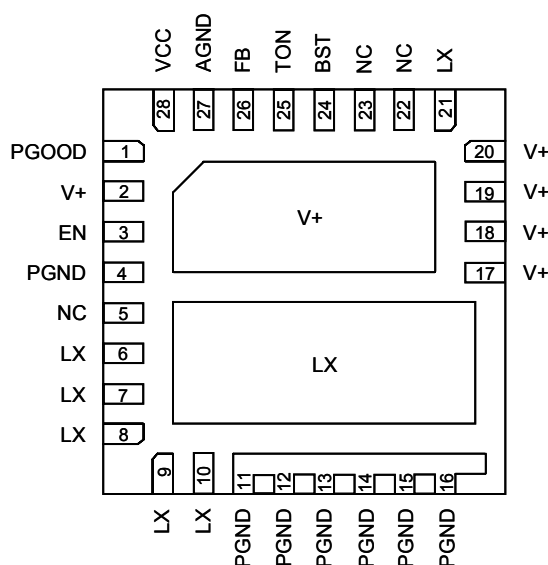 VCC AGND FB TON BST NC NC LX
28 27 26 25 24 23 22 21
PGOOD 1 20 V+
V+ 2 19 V+
EN 3 18 V+
PGND 4 17 V+
V+
NC 5
LX 6
LX 7
LX 8
LX
9 10 11 12 13 14 15 16
LX LX PGND PGND PGND PGND PGND PGND